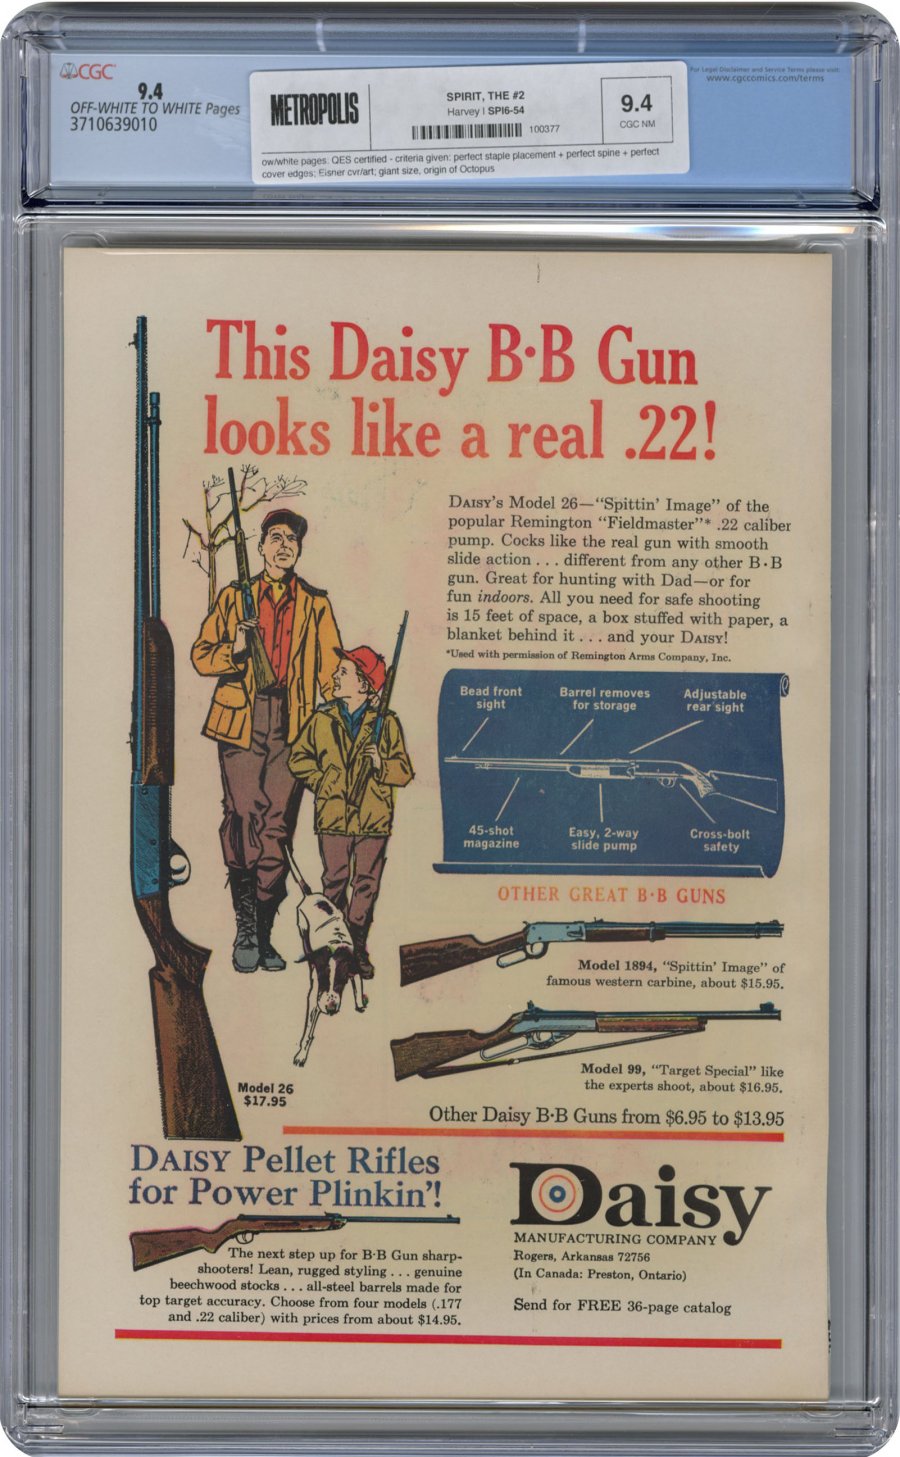 CGC
9.4
OFF-WHITE TO WHITE Pages
3710639010
METROPOLIS
SPIRIT, THE #2
Harvey | SPI6-54
100377
9.4
CGC NM
ow/white pages: QES certified - criteria given: perfect staple placement + perfect spine + perfect
cover edges; Eisner cvr/art; giant size, origin of Octopus
For Legal Disclaimer and Service Terms please visit:
www.cgccomics.com/terms
This Daisy B·B Gun
looks like a real .22!
DAISY'S Model 26—"Spittin' Image" of the
popular Remington "Fieldmaster"* .22 caliber
pump. Cocks like the real gun with smooth
slide action . . . different from any other B·B
gun. Great for hunting with Dad—or for
fun indoors. All you need for safe shooting
is 15 feet of space, a box stuffed with paper, a
blanket behind it . . . and your DAISY!
*Used with permission of Remington Arms Company, Inc.
Bead front
sight
Barrel removes
for storage
Adjustable
rear sight
45-shot
magazine
Easy, 2-way
slide pump
Cross-bolt
safety
OTHER GREAT B·B GUNS
Model 1894, "Spittin' Image" of
famous western carbine, about $15.95.
Model 99, "Target Special" like
the experts shoot, about $16.95.
Model 26
$17.95
Other Daisy B·B Guns from $6.95 to $13.95
DAISY Pellet Rifles
for Power Plinkin'!
The next step up for B·B Gun sharp-
shooters! Lean, rugged styling . . . genuine
beechwood stocks . . . all-steel barrels made for
top target accuracy. Choose from four models (.177
and .22 caliber) with prices from about $14.95.
Daisy
MANUFACTURING COMPANY
Rogers, Arkansas 72756
(In Canada: Preston, Ontario)
Send for FREE 36-page catalog